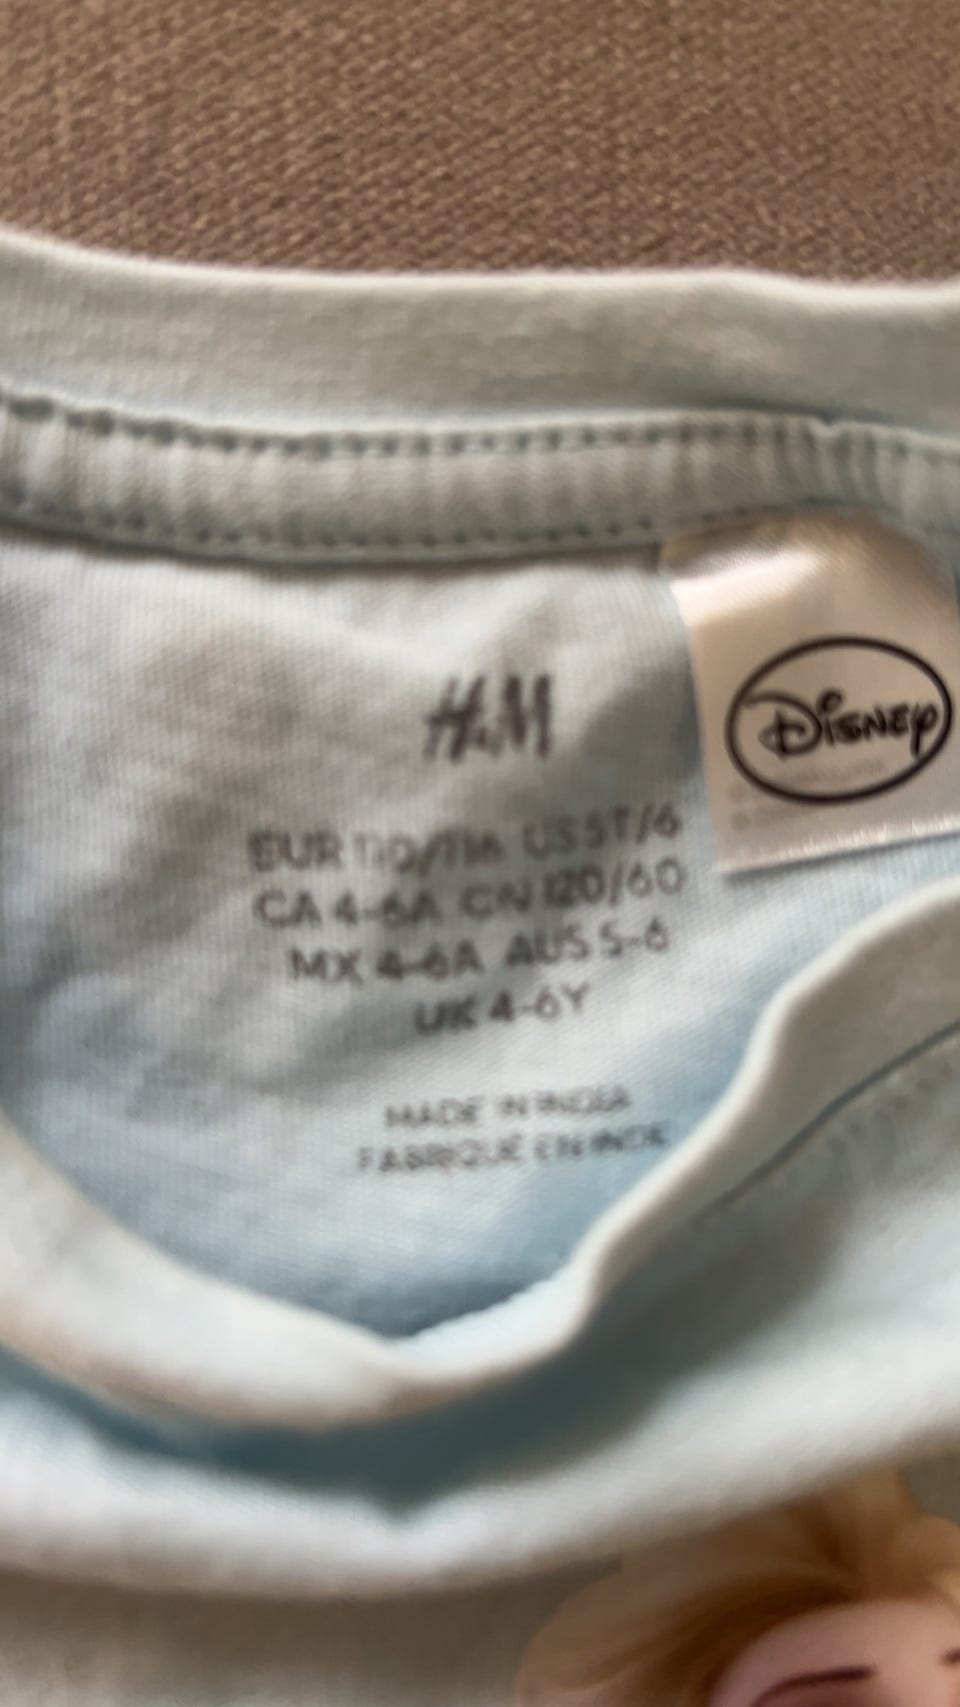 H&M
DISNEY
EUR 110/116 US 5T/6
CA 4-6A CN 120/60
MX 4-6A AUS 5-6
UK 4-6Y
MADE IN INDIA
FABRIQUÉ EN INDE